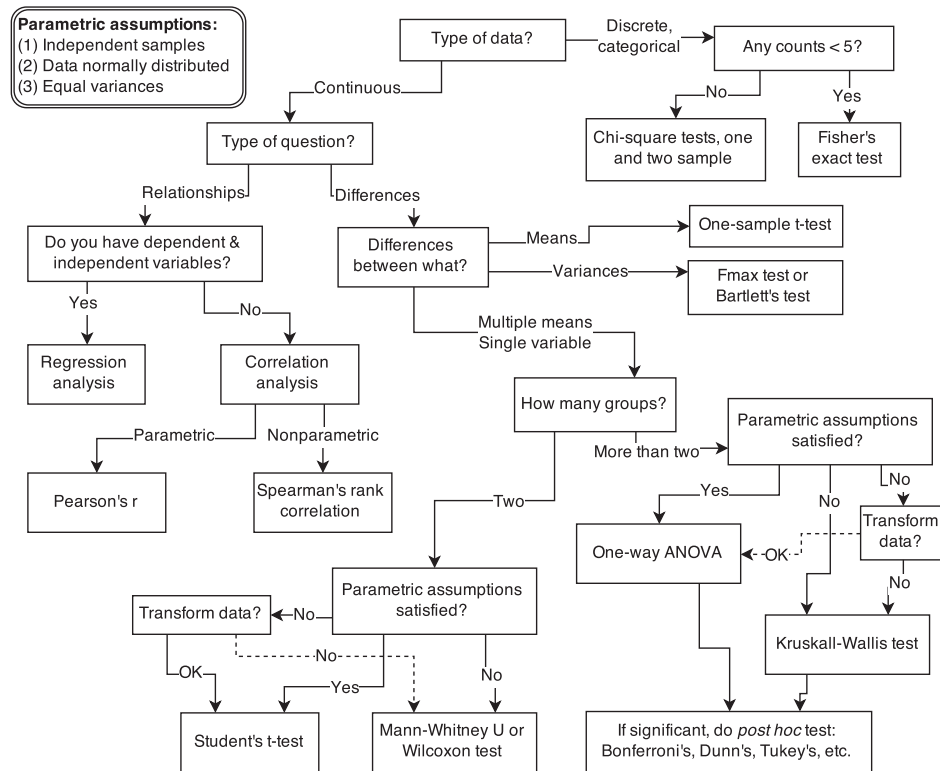 Parametric assumptions:
(1) Independent samples
(2) Data normally distributed
(3) Equal variances
Type of data?
Discrete,
categorical
Any counts < 5?
Continuous
No
Yes
Type of question?
Chi-square tests, one
and two sample
Fisher's
exact test
Relationships
Differences
Do you have dependent &
independent variables?
Differences
between what?
Means
One-sample t-test
Variances
Fmax test or
Bartlett's test
Yes
No
Multiple means
Single variable
Regression
analysis
Correlation
analysis
How many groups?
Parametric
Nonparametric
More than two
Parametric assumptions
satisfied?
Pearson's r
Spearman's rank
correlation
Two
Yes
No
No
Transform
data?
One-way ANOVA
OK
No
Parametric assumptions
satisfied?
Transform data?
No
Kruskall-Wallis test
No
OK
Yes
No
Student's t-test
Mann-Whitney U or
Wilcoxon test
If significant, do post hoc test:
Bonferroni's, Dunn's, Tukey's, etc.